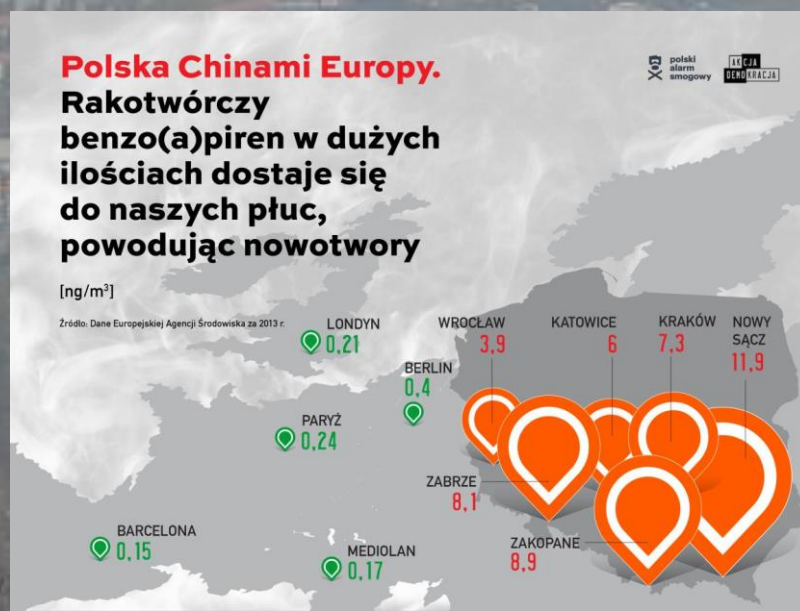 Polska Chinami Europy.
Rakotwórczy
benzo(a)piren w dużych
ilościach dostaje się
do naszych płuc,
powodując nowotwory
[ng/m³]
Źródło: Dane Europejskiej Agencji Środowiska za 2013 r.
polski
alarm
smogowy
AKCJA
DEMOKRACJA
LONDYN
0,21
WROCŁAW
3,9
KATOWICE
6
KRAKÓW
7,3
NOWY
SĄCZ
11,9
BERLIN
0,4
PARYŻ
0,24
ZABRZE
8,1
BARCELONA
0,15
MEDIOLAN
0,17
ZAKOPANE
8,9